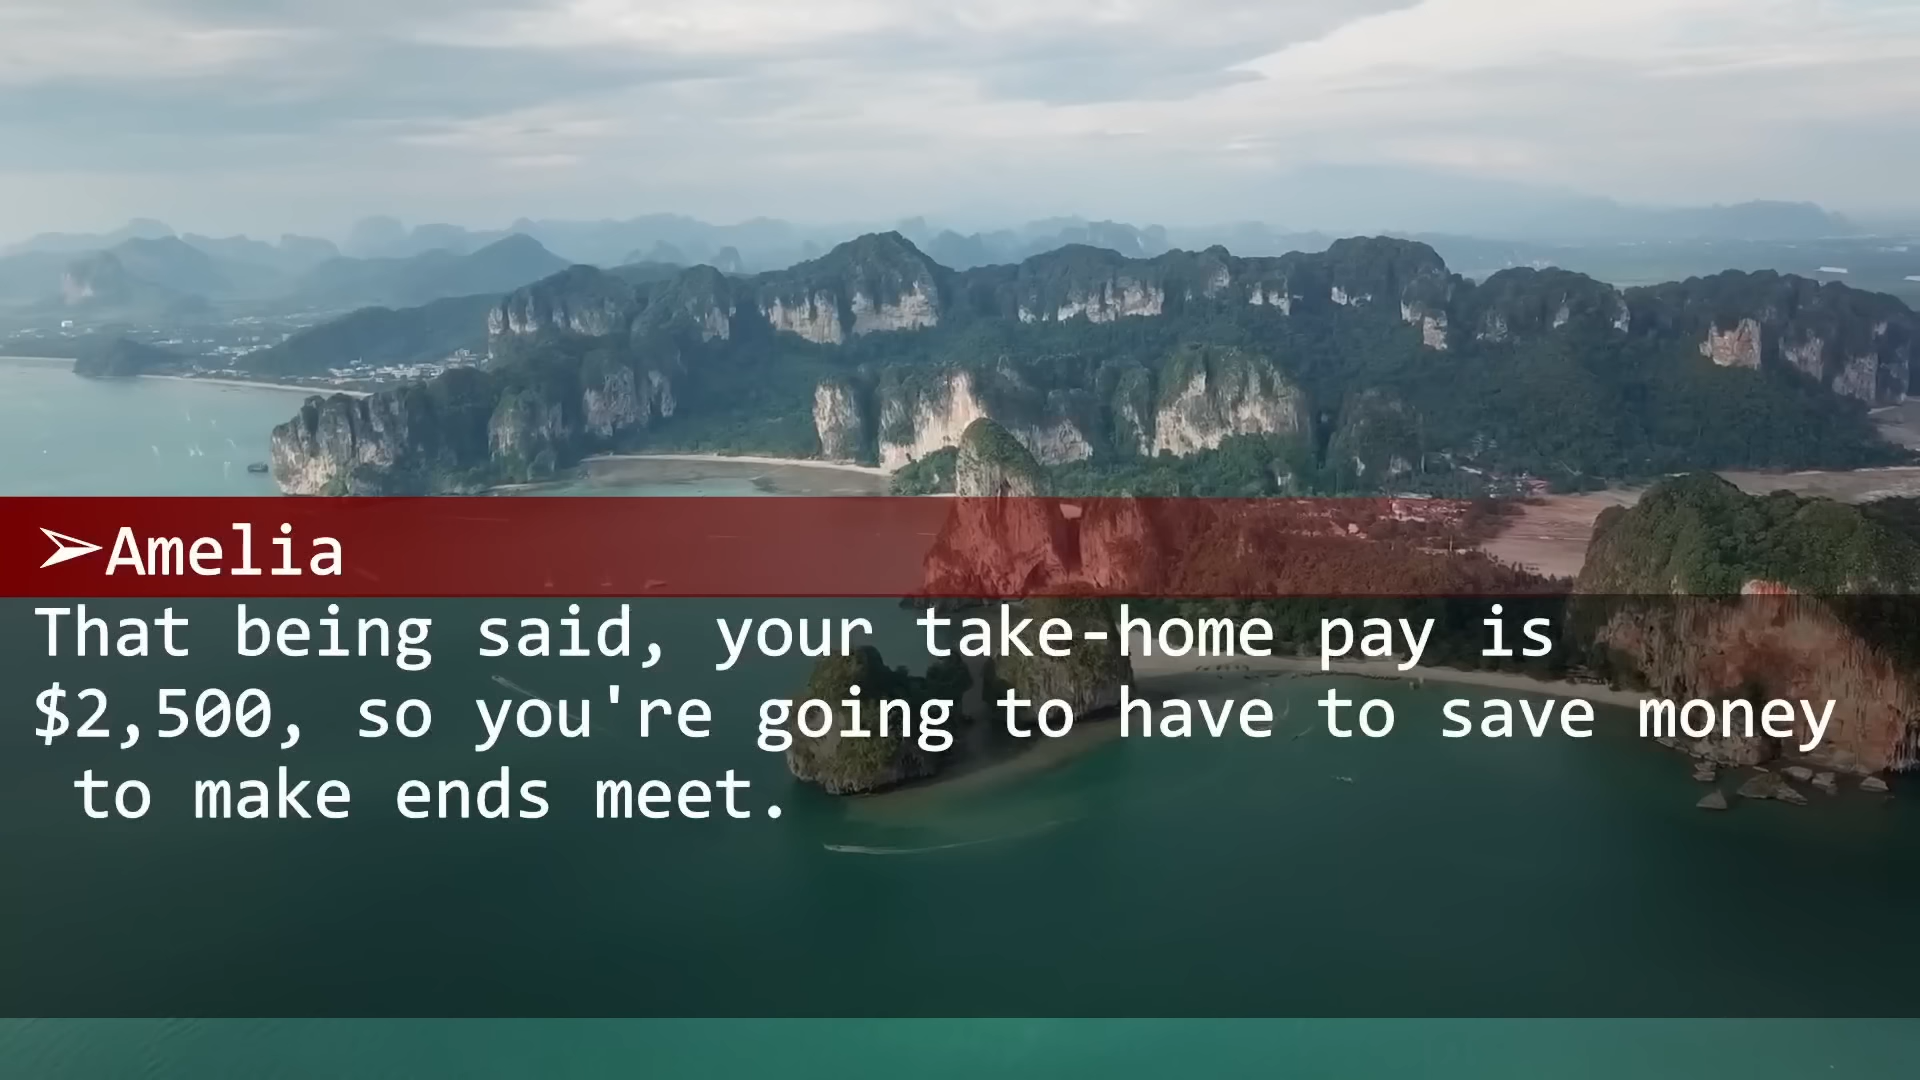 ➢Amelia
That being said, your take-home pay is
$2,500, so you're going to have to save money
to make ends meet.